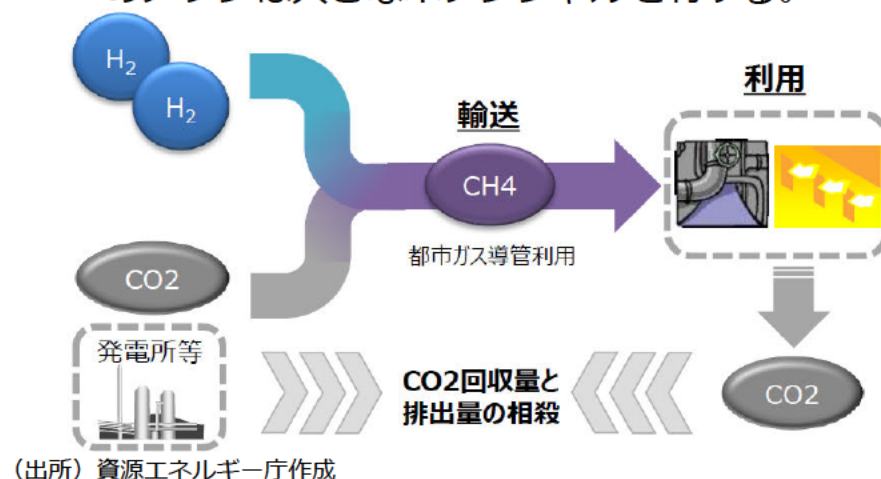 H2
H2
輸送
利用
CH4
都市ガス導管利用
CO2
発電所等
CO2回収量と
排出量の相殺
CO2
（出所）資源エネルギー庁作成